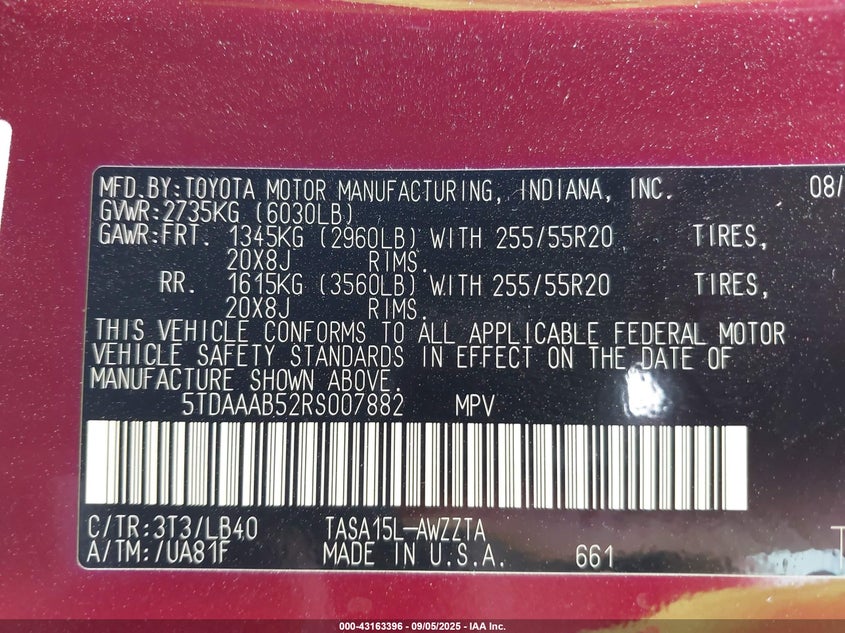 MFD.BY:TOYOTA MOTOR MANUFACTURING, INDIANA, INC. 08/
GVWR:2735KG (6030LB)
GAWR:FRT. 1345KG (2960LB) WITH 255/55R20 TIRES,
20X8J RIMS.
RR. 1615KG (3560LB) WITH 255/55R20 TIRES,
20X8J RIMS.
THIS VEHICLE CONFORMS TO ALL APPLICABLE FEDERAL MOTOR
VEHICLE SAFETY STANDARDS IN EFFECT ON THE DATE OF
MANUFACTURE SHOWN ABOVE.
5TDAAAB52RS007882 MPV
C/TR:3T3/LB40 TASA15L-AWZZTA
A/TM:/UA81F MADE IN U.S.A. 661
000-43163396 - 09/05/2025 - IAA Inc.